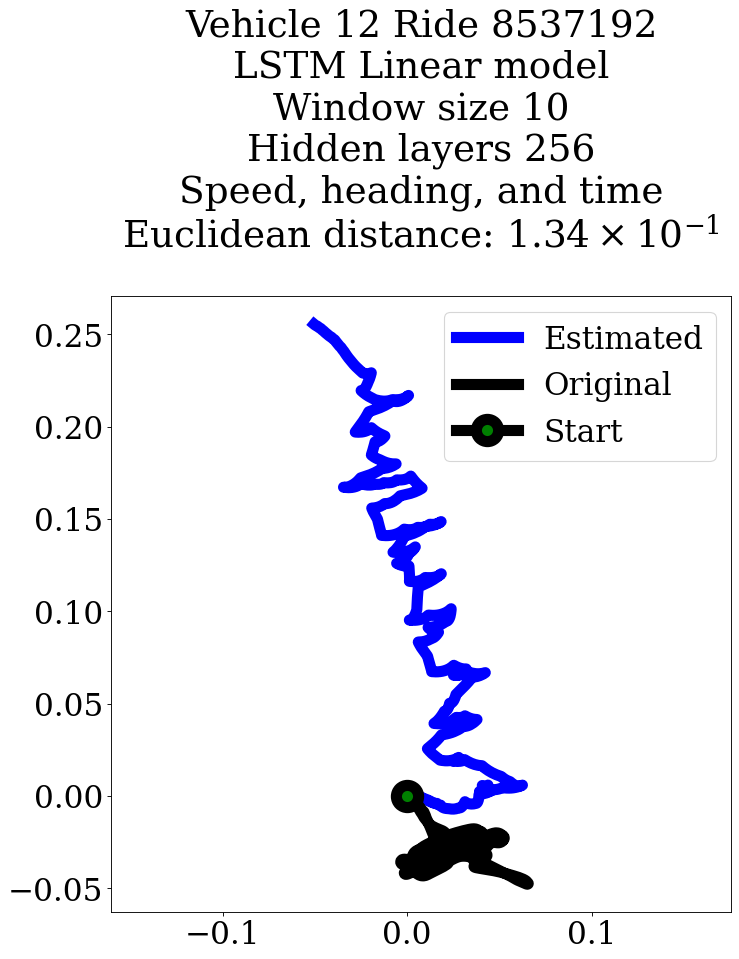 Vehicle 12 Ride 8537192
LSTM Linear model
Window size 10
Hidden layers 256
Speed, heading, and time
Euclidean distance: 1.34 × 10⁻¹
Estimated
Original
Start
0.25
0.20
0.15
0.10
0.05
0.00
−0.05
−0.1
0.0
0.1